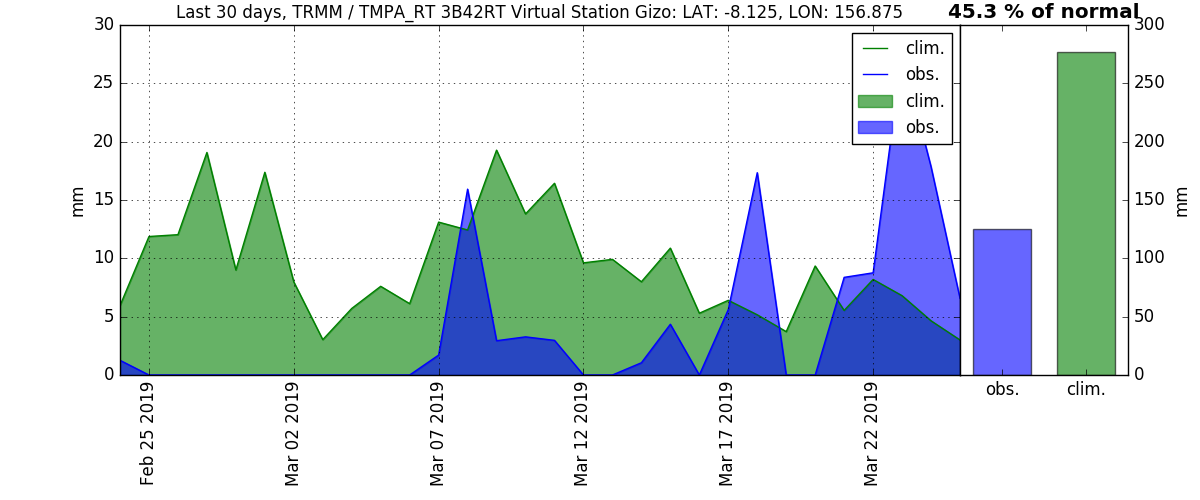 Last 30 days, TRMM / TMPA_RT 3B42RT Virtual Station Gizo: LAT: -8.125, LON: 156.875
45.3 % of normal
30
25
20
15
10
5
0
mm
clim.
obs.
clim.
obs.
300
250
200
150
100
50
0
mm
Feb 25 2019
Mar 02 2019
Mar 07 2019
Mar 12 2019
Mar 17 2019
Mar 22 2019
obs.
clim.